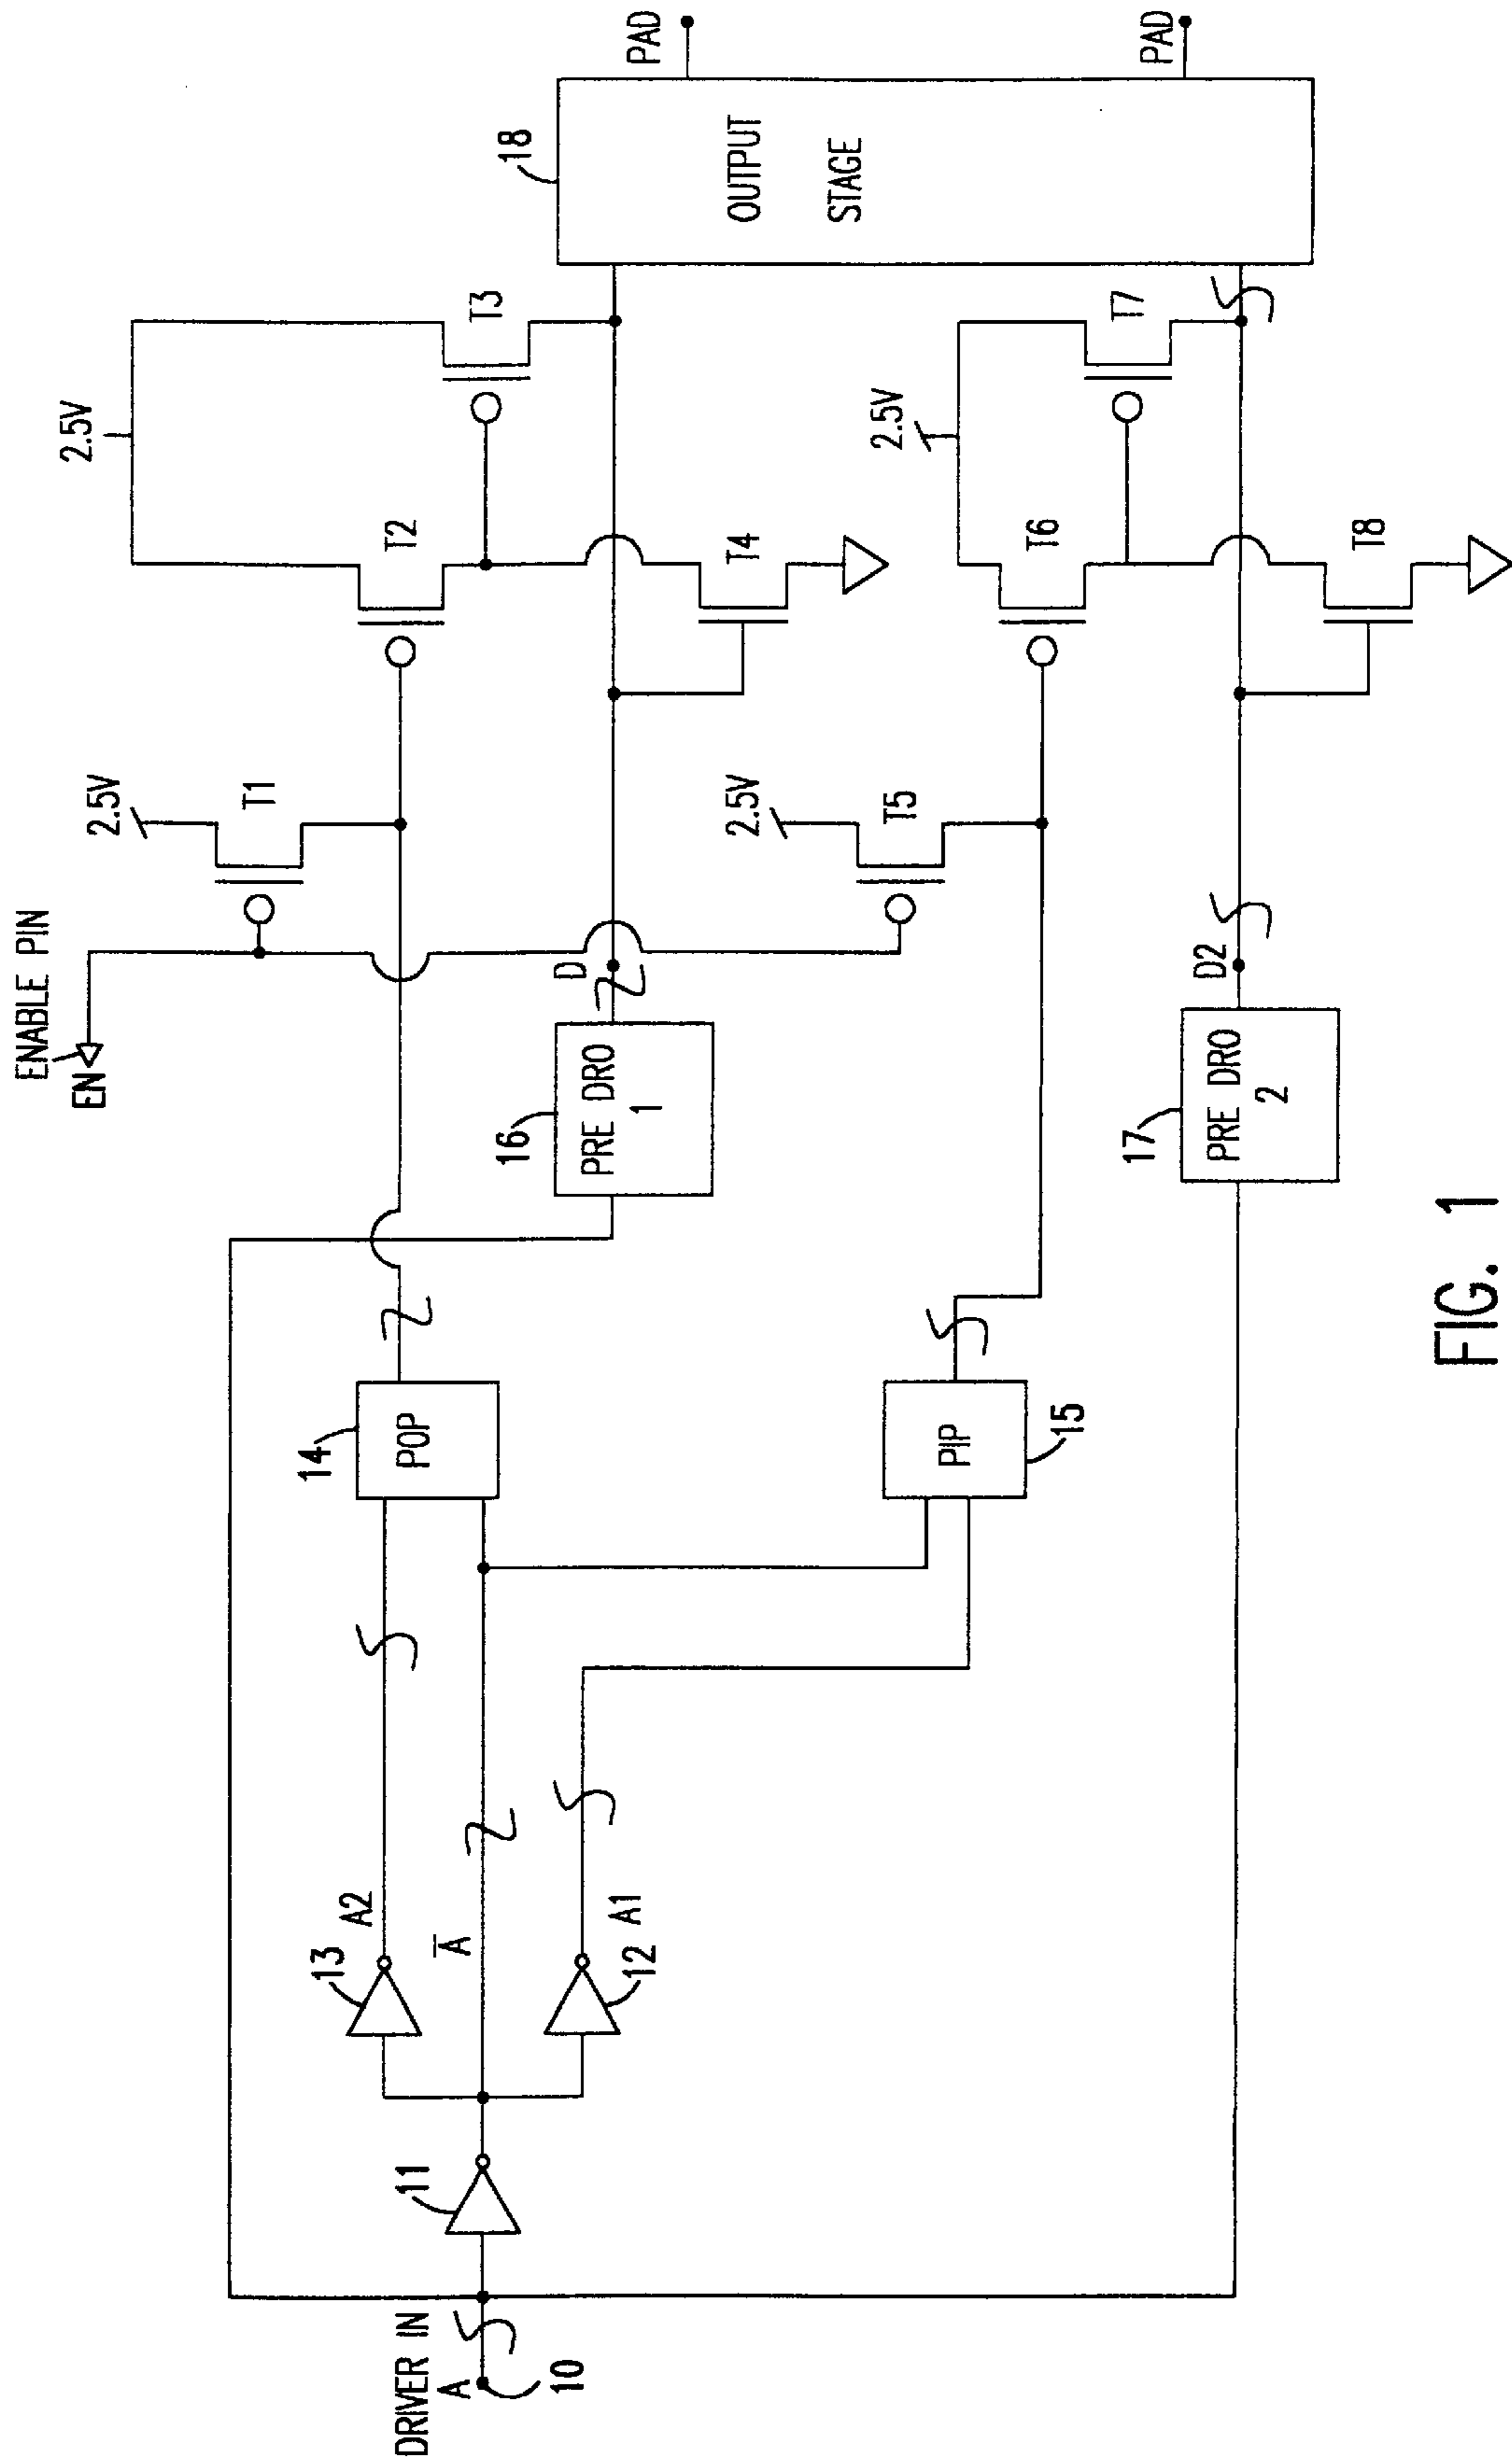 ENABLE PIN
EN
2.5V
T1
2.5V
T2
T3
18
OUTPUT
STAGE
PAD
PAD
14
POP
16
PRE DRO
1
D
T4
2.5V
T5
2.5V
T6
T7
DRIVER IN
A
10
11
13
A2
A
12
A1
PIP
15
17
PRE DRO
2
D2
T8
FIG. 1